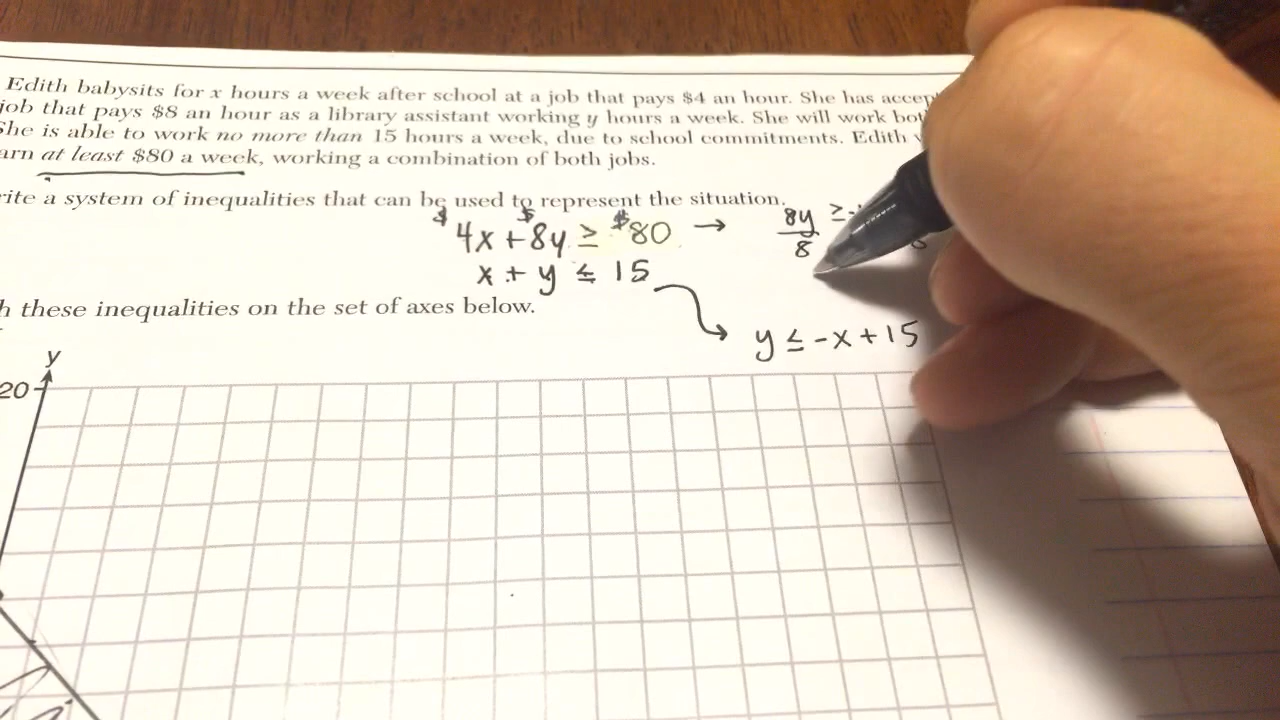 Edith babysits for x hours a week after school at a job that pays $4 an hour. She has
job that pays $8 an hour as a library assistant working y hours a week. She will work
She is able to work no more than 15 hours a week, due to school commitments. Edith
at least $80 a week, working a combination of both jobs.
a system of inequalities that can be used to represent the situation.
$ $ $
4x + 8y ≥ 80 → 8y ≥ -
8 8
x + y ≤ 15
these inequalities on the set of axes below.
y ≤ -x + 15
y
20